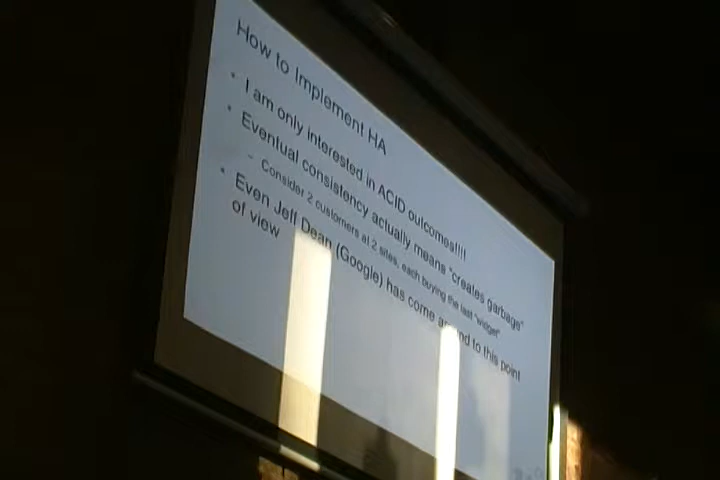 How to Implement HA
• I am only interested in ACID outcomes!!!!
• Eventual consistency actually means "creates garbage"
– Consider 2 customers at 2 sites, each buying the last "widget"
• Even Jeff Dean (Google) has come around to this point
of view